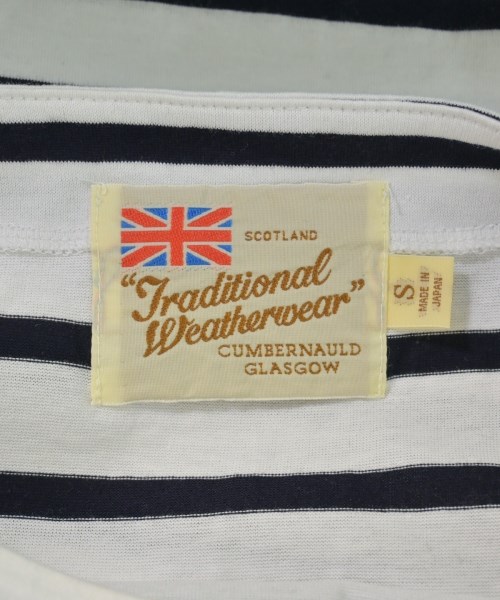 SCOTLAND
"Traditional
Weatherwear"
CUMBERNAULD
GLASGOW
S
MADE IN
JAPAN